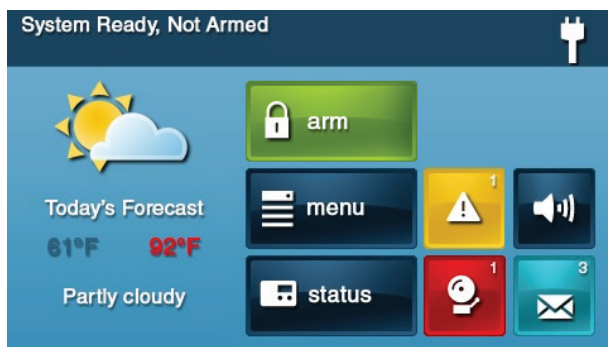 System Ready, Not Armed
arm
Today's Forecast
menu
1
61°F 92°F
Partly cloudy
status
1
3